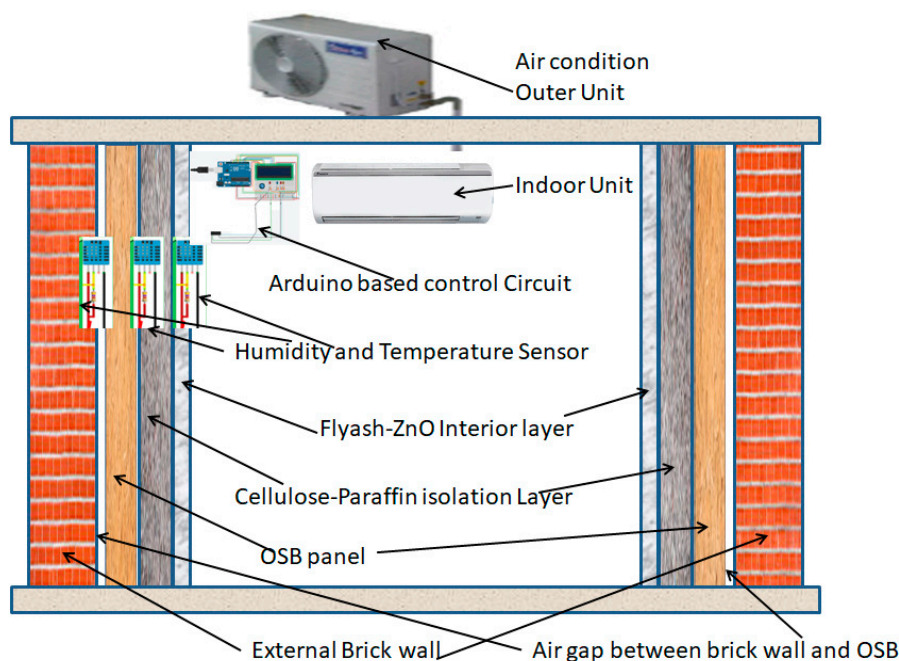 Air condition
Outer Unit
Indoor Unit
Arduino based control Circuit
Humidity and Temperature Sensor
Flyash-ZnO Interior layer
Cellulose-Paraffin isolation Layer
OSB panel
External Brick wall
Air gap between brick wall and OSB